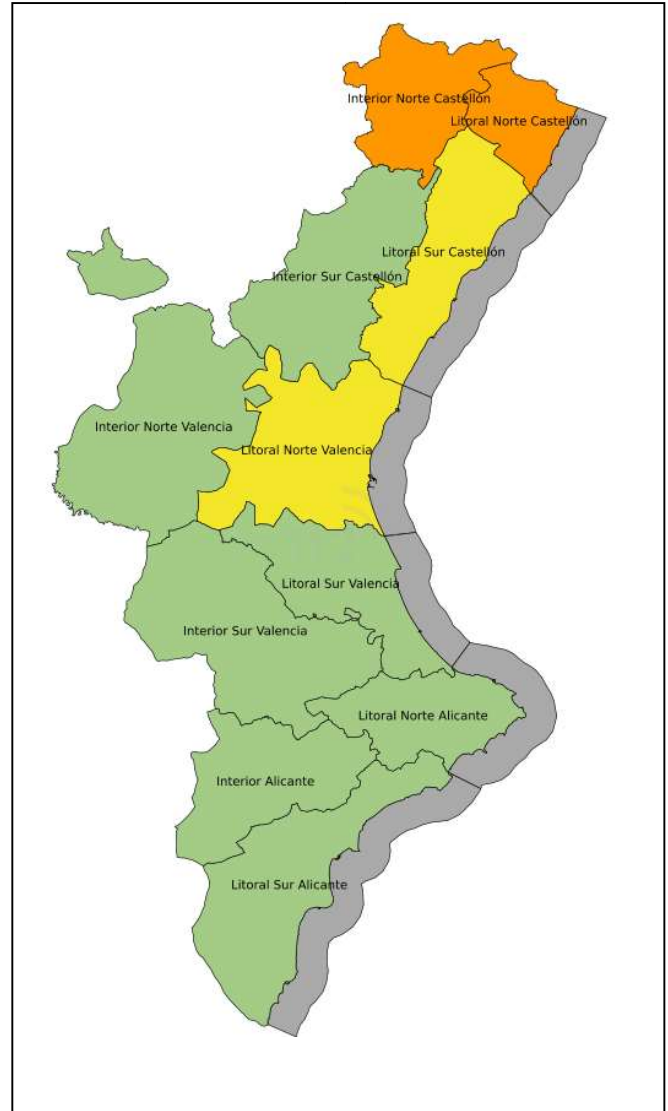 Interior Norte Castellón
Litoral Norte Castellón
Litoral Sur Castellón
Interior Sur Castellón
Interior Norte Valencia
Litoral Norte Valencia
Litoral Sur Valencia
Interior Sur Valencia
Litoral Norte Alicante
Interior Alicante
Litoral Sur Alicante